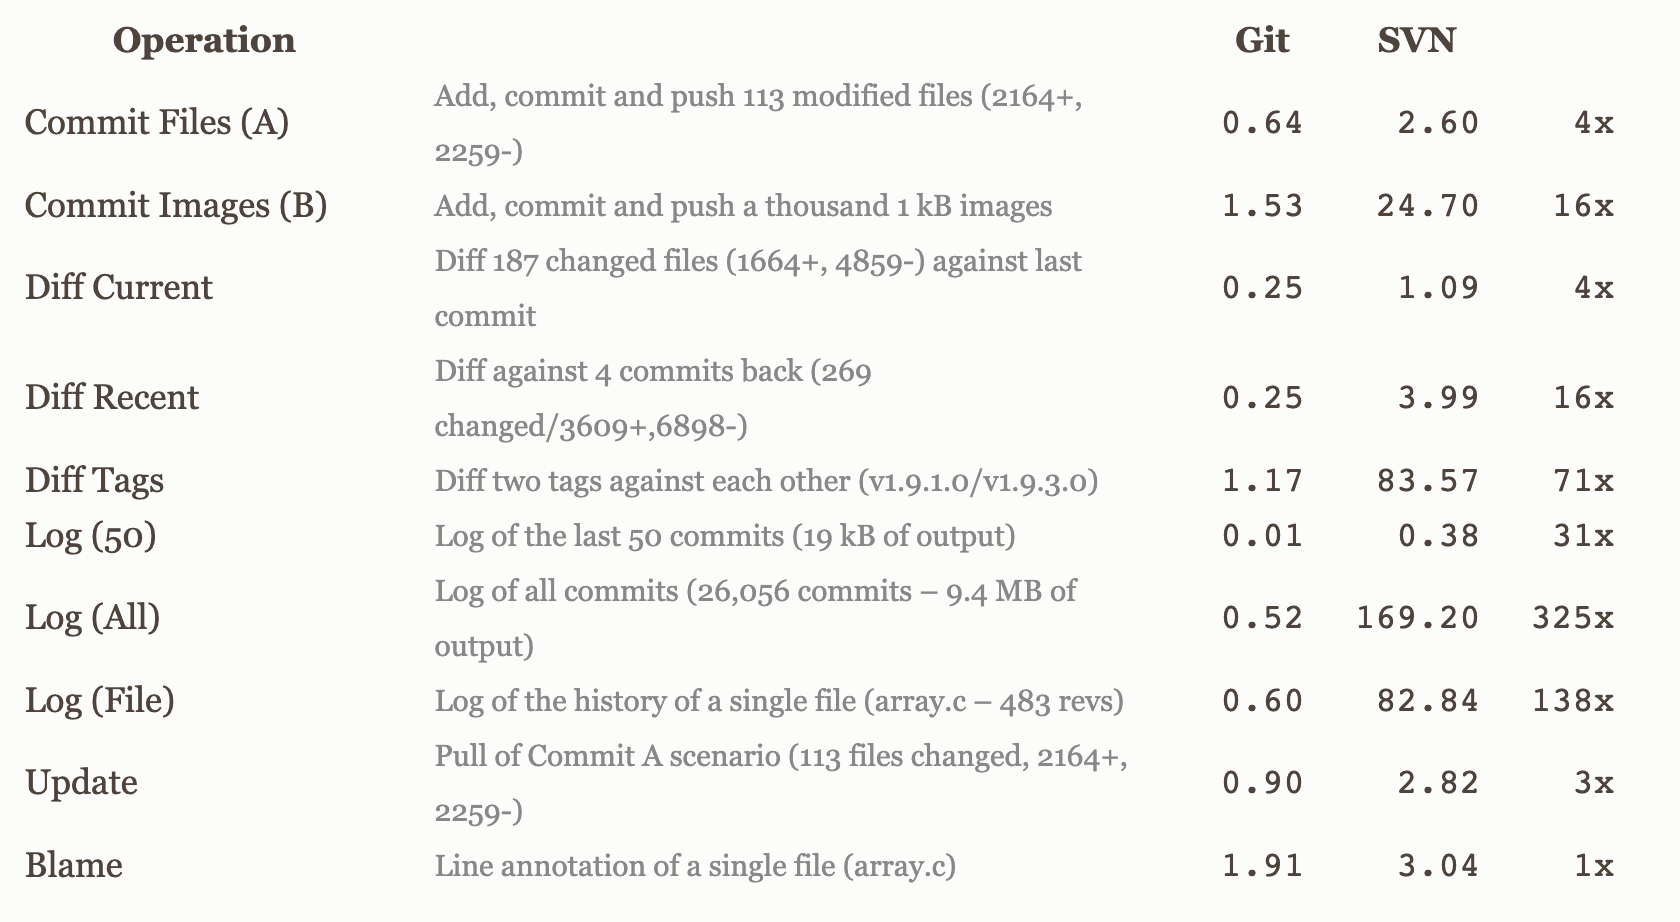 Operation Git SVN
Commit Files (A) Add, commit and push 113 modified files (2164+, 2259-) 0.64 2.60 4x
Commit Images (B) Add, commit and push a thousand 1 kB images 1.53 24.70 16x
Diff Current Diff 187 changed files (1664+, 4859-) against last commit 0.25 1.09 4x
Diff Recent Diff against 4 commits back (269 changed/3609+,6898-) 0.25 3.99 16x
Diff Tags Diff two tags against each other (v1.9.1.0/v1.9.3.0) 1.17 83.57 71x
Log (50) Log of the last 50 commits (19 kB of output) 0.01 0.38 31x
Log (All) Log of all commits (26,056 commits – 9.4 MB of output) 0.52 169.20 325x
Log (File) Log of the history of a single file (array.c – 483 revs) 0.60 82.84 138x
Update Pull of Commit A scenario (113 files changed, 2164+, 2259-) 0.90 2.82 3x
Blame Line annotation of a single file (array.c) 1.91 3.04 1x